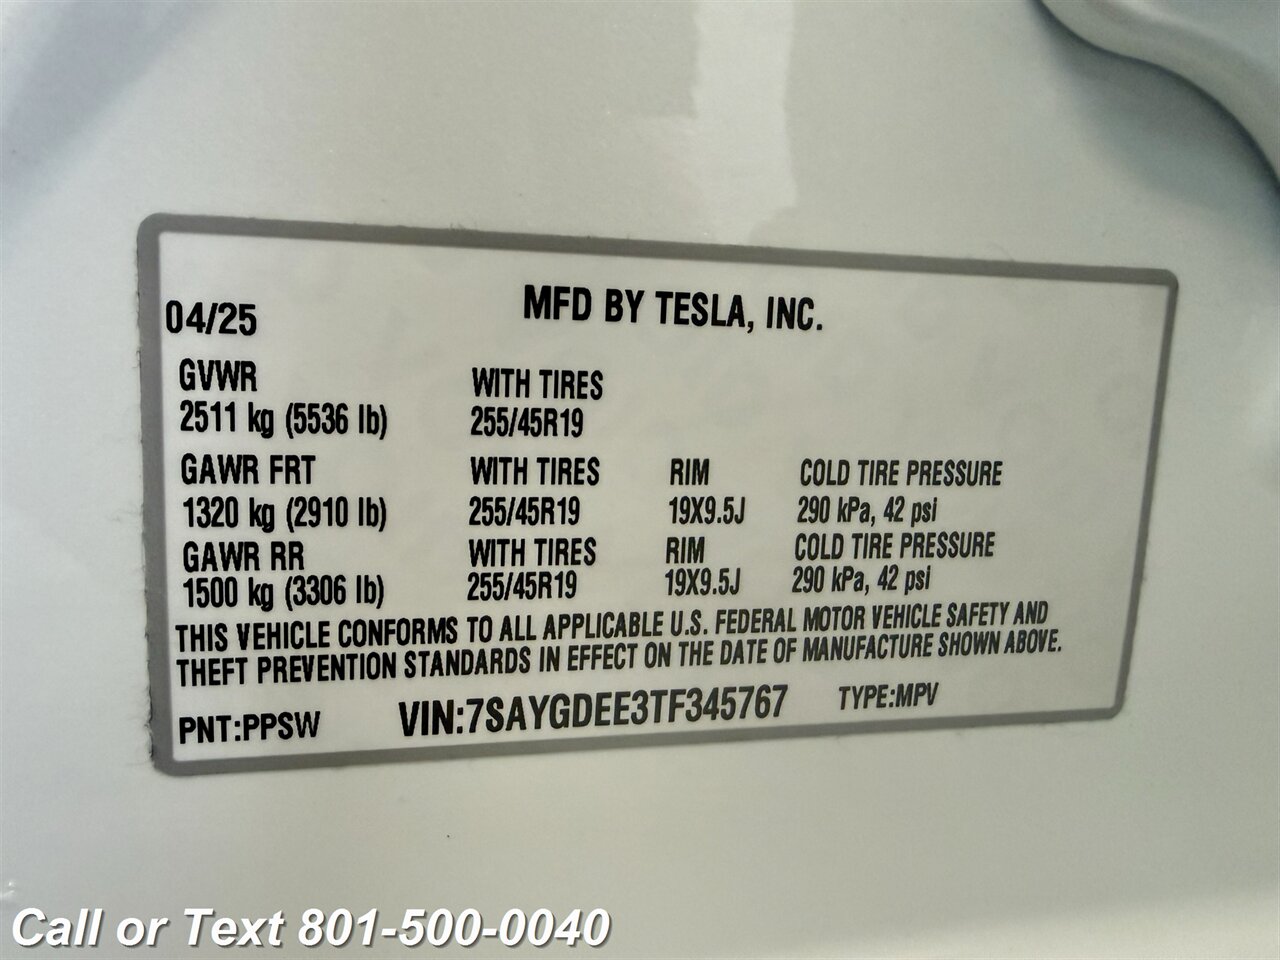 04/25 MFD BY TESLA, INC.
GVWR WITH TIRES
2511 kg (5536 lb) 255/45R19
GAWR FRT WITH TIRES RIM COLD TIRE PRESSURE
1320 kg (2910 lb) 255/45R19 19X9.5J 290 kPa, 42 psi
GAWR RR WITH TIRES RIM COLD TIRE PRESSURE
1500 kg (3306 lb) 255/45R19 19X9.5J 290 kPa, 42 psi
THIS VEHICLE CONFORMS TO ALL APPLICABLE U.S. FEDERAL MOTOR VEHICLE SAFETY AND
THEFT PREVENTION STANDARDS IN EFFECT ON THE DATE OF MANUFACTURE SHOWN ABOVE.
PNT:PPSW VIN:7SAYGDEE3TF345767 TYPE:MPV
Call or Text 801-500-0040